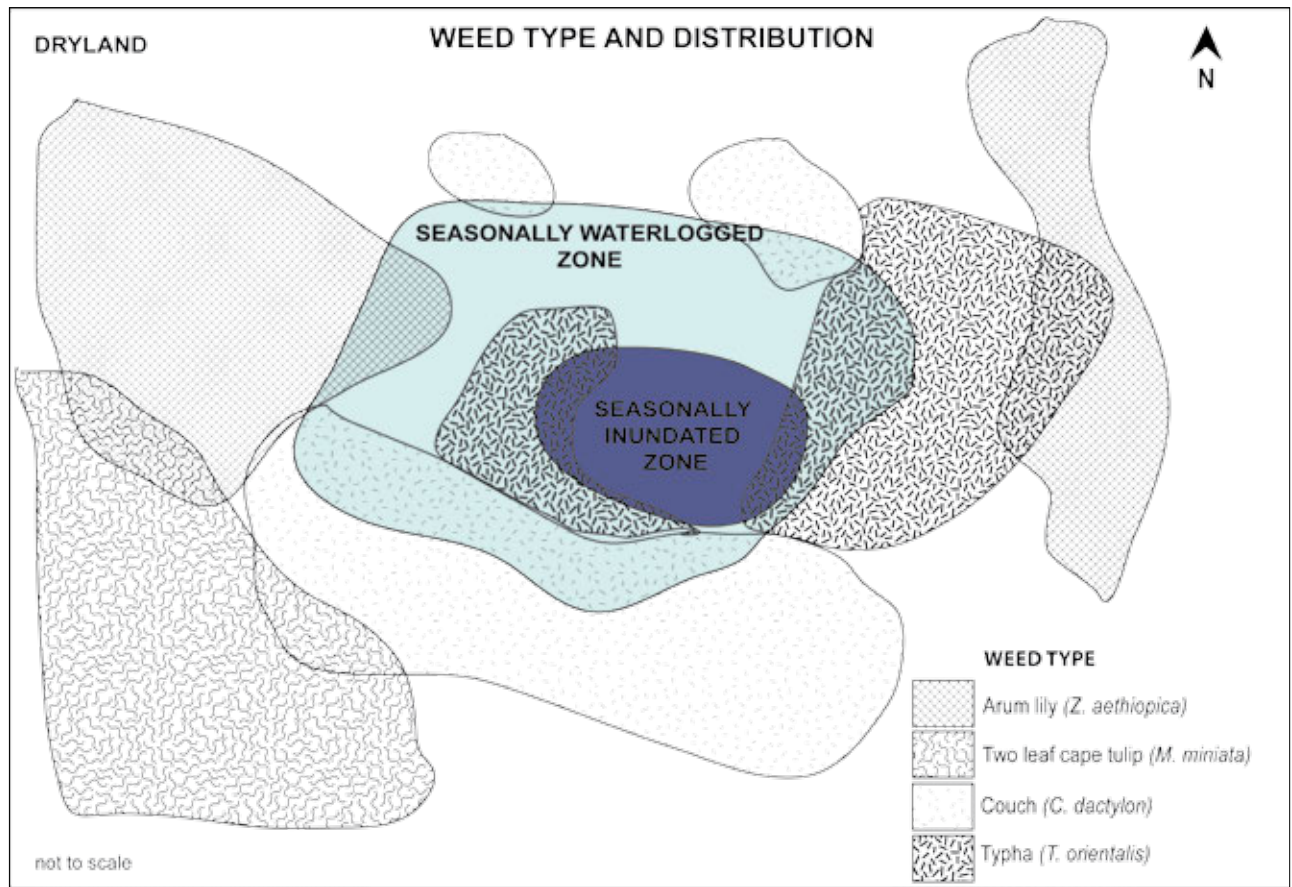 DRYLAND
WEED TYPE AND DISTRIBUTION
N
SEASONALLY WATERLOGGED
ZONE
SEASONALLY
INUNDATED
ZONE
WEED TYPE
Arum lily (Z. aethiopica)
Two leaf cape tulip (M. miniata)
Couch (C. dactylon)
Typha (T. orientalis)
not to scale